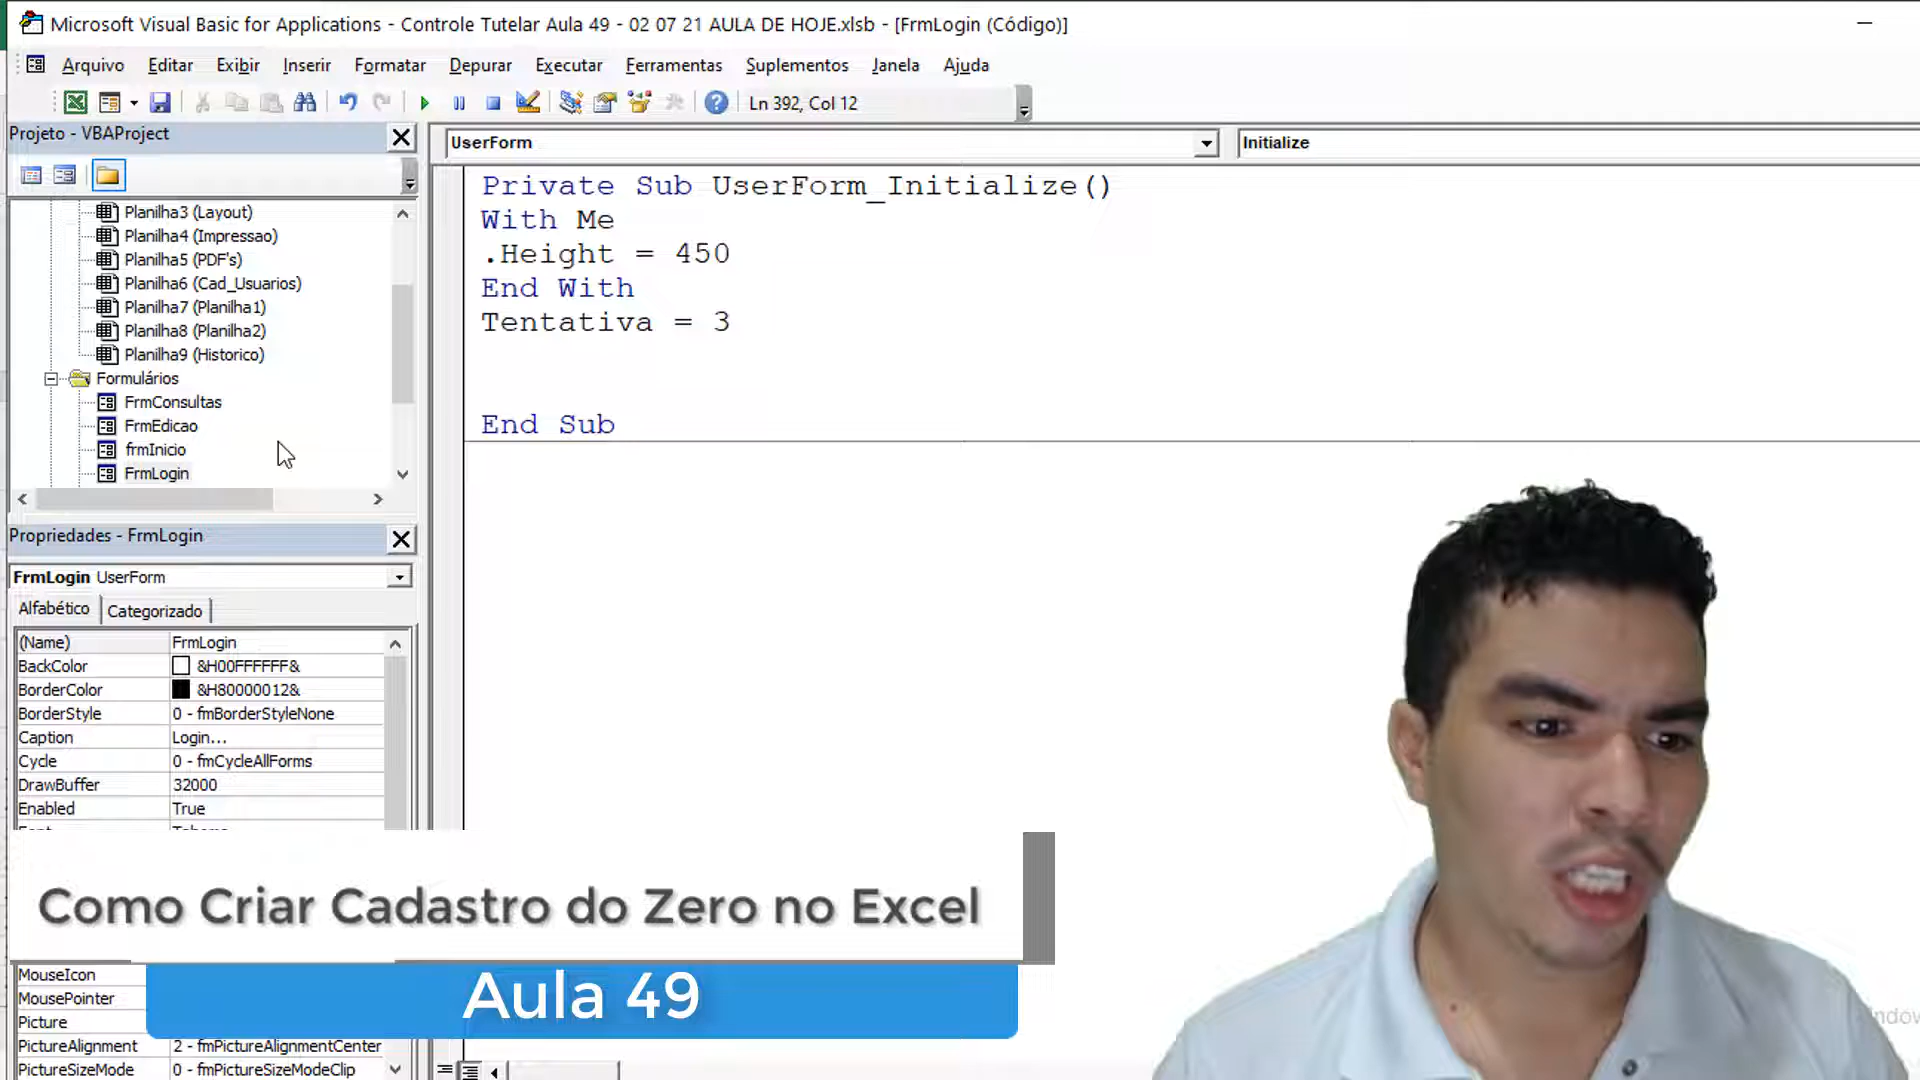 Microsoft Visual Basic for Applications - Controle Tutelar Aula 49 - 02 07 21 AULA DE HOJE.xlsb - [FrmLogin (Código)]
Arquivo Editar Exibir Inserir Formatar Depurar Executar Ferramentas Suplementos Janela Ajuda
Ln 392, Col 12
Projeto - VBAProject
Planilha3 (Layout)
Planilha4 (Impressao)
Planilha5 (PDF's)
Planilha6 (Cad_Usuarios)
Planilha7 (Planilha1)
Planilha8 (Planilha2)
Planilha9 (Historico)
Formulários
FrmConsultas
FrmEdicao
frmInicio
FrmLogin
UserForm
Initialize
Private Sub UserForm_Initialize()
With Me
.Height = 450
End With
Tentativa = 3
End Sub
Propriedades - FrmLogin
FrmLogin UserForm
Alfabético Categorizado
(Name) FrmLogin
BackColor &H00FFFFFF&
BorderColor &H80000012&
BorderStyle 0 - fmBorderStyleNone
Caption Login...
Cycle 0 - fmCycleAllForms
DrawBuffer 32000
Enabled True
Como Criar Cadastro do Zero no Excel
Aula 49
MouseIcon
MousePointer
Picture
PictureAlignment 2 - fmPictureAlignmentCenter
PictureSizeMode 0 - fmPictureSizeModeClip